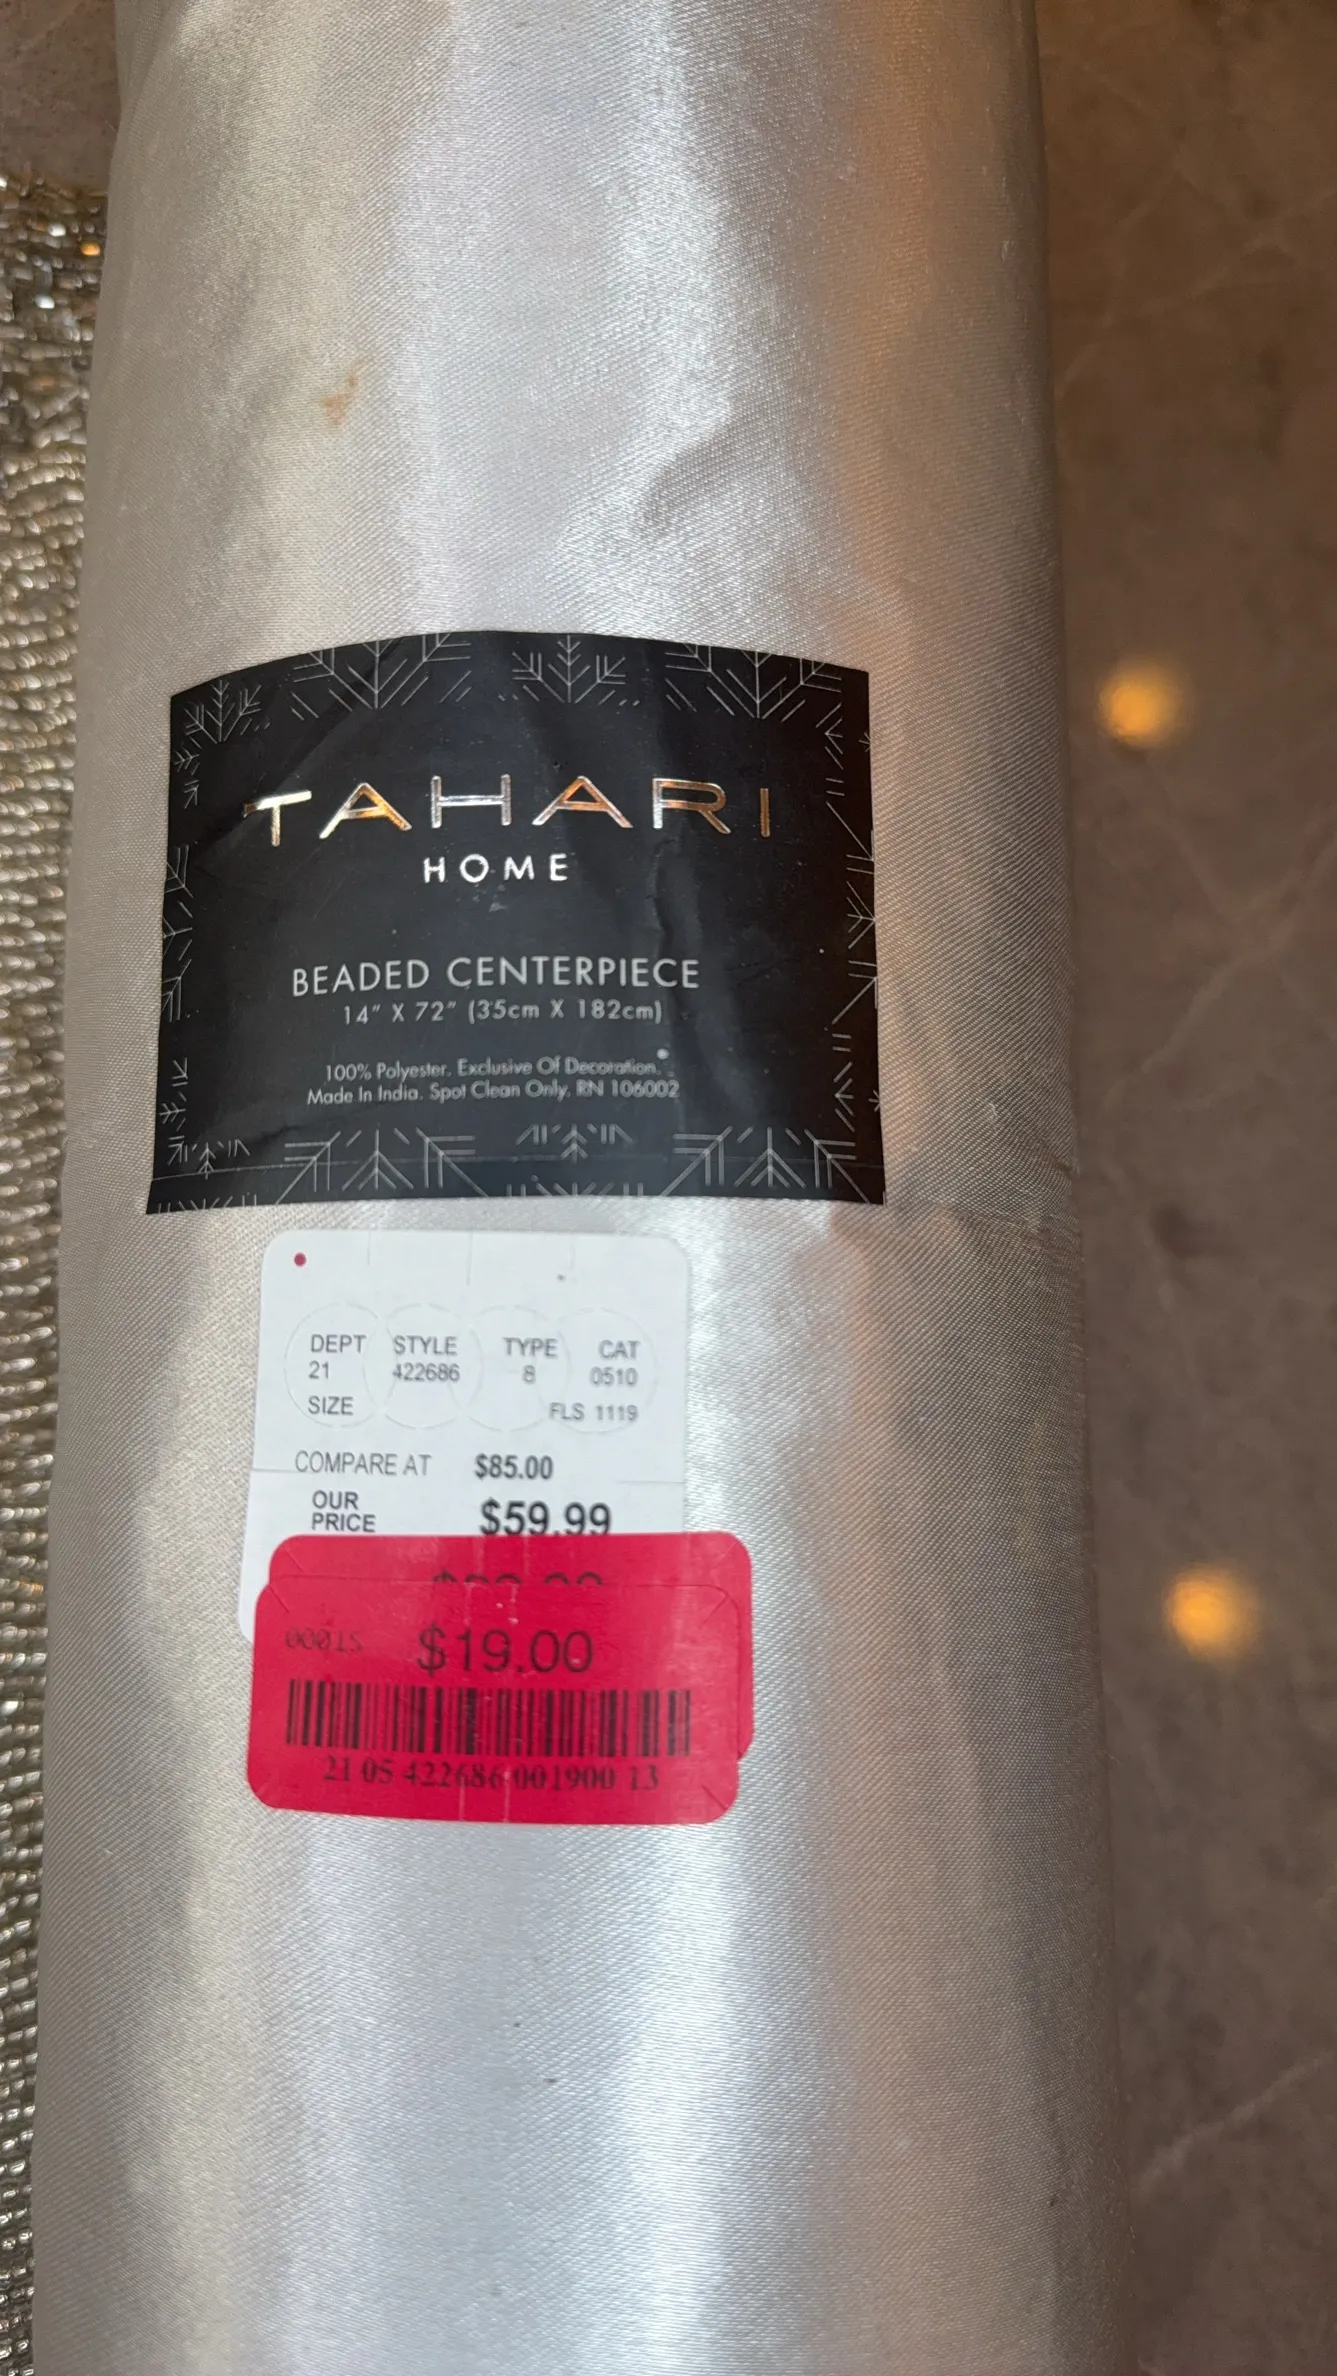 TAHARI
HOME
BEADED CENTERPIECE
14" X 72" (35cm X 182cm)
100% Polyester. Exclusive Of Decoration.
Made In India. Spot Clean Only. RN 106002
DEPT STYLE TYPE CAT
21 422686 8 0510
SIZE FLS 1119
COMPARE AT $85.00
OUR
PRICE $59.99
$19.00
21 05 422686 001900 13